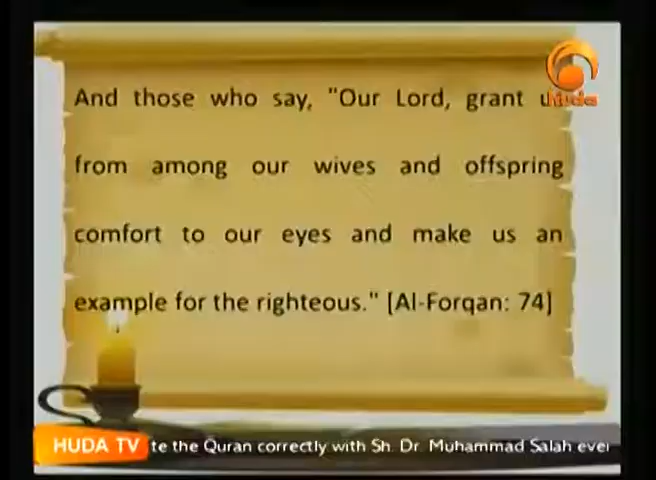 And those who say, "Our Lord, grant
from among our wives and offspring
comfort to our eyes and make us an
example for the righteous." [Al-Forqan: 74]
huda
HUDA TV te the Quran correctly with Sh. Dr. Muhammad Salah ever